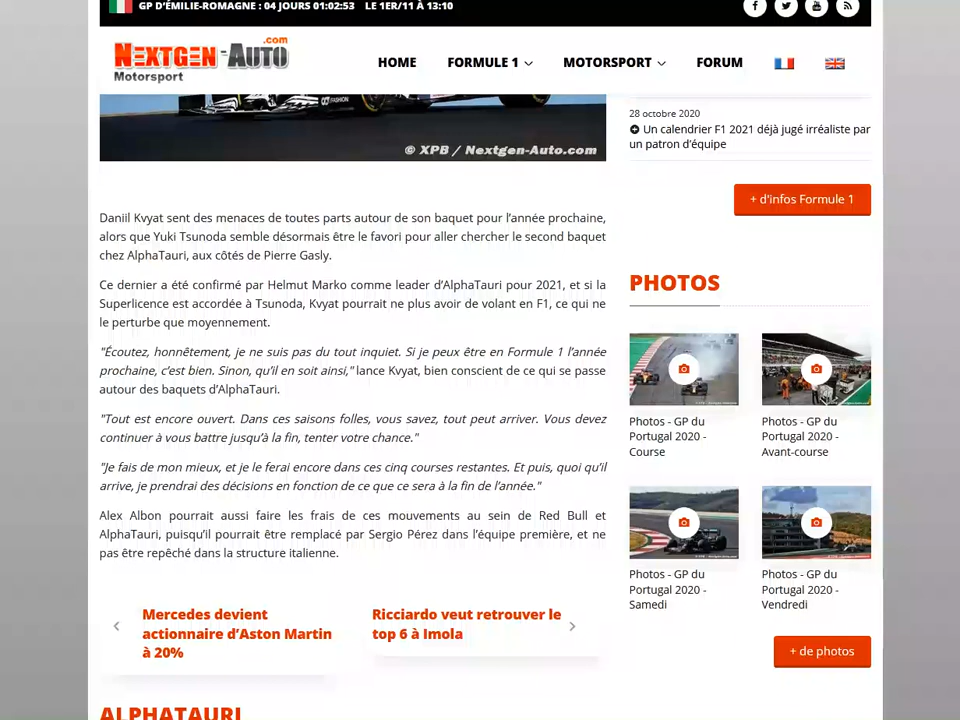 GP D'ÉMILIE-ROMAGNE : 04 JOURS 01:02:53 LE 1ER/11 À 13:10
NEXTGEN-AUTO
.com
Motorsport
HOME
FORMULE 1
MOTORSPORT
FORUM
FASHION
© XPB / Nextgen-Auto.com
Daniil Kvyat sent des menaces de toutes parts autour de son baquet pour l’année prochaine,
alors que Yuki Tsunoda semble désormais être le favori pour aller chercher le second baquet
chez AlphaTauri, aux côtés de Pierre Gasly.
Ce dernier a été confirmé par Helmut Marko comme leader d’AlphaTauri pour 2021, et si la
Superlicence est accordée à Tsunoda, Kvyat pourrait ne plus avoir de volant en F1, ce qui ne
le perturbe que moyennement.
"Écoutez, honnêtement, je ne suis pas du tout inquiet. Si je peux être en Formule 1 l’année
prochaine, c’est bien. Sinon, qu’il en soit ainsi," lance Kvyat, bien conscient de ce qui se passe
autour des baquets d’AlphaTauri.
"Tout est encore ouvert. Dans ces saisons folles, vous savez, tout peut arriver. Vous devez
continuer à vous battre jusqu’à la fin, tenter votre chance."
"Je fais de mon mieux, et je le ferai encore dans ces cinq courses restantes. Et puis, quoi qu’il
arrive, je prendrai des décisions en fonction de ce que ce sera à la fin de l’année."
Alex Albon pourrait aussi faire les frais de ces mouvements au sein de Red Bull et
AlphaTauri, puisqu’il pourrait être remplacé par Sergio Pérez dans l’équipe première, et ne
pas être repêché dans la structure italienne.
Mercedes devient
actionnaire d’Aston Martin
à 20%
Ricciardo veut retrouver le
top 6 à Imola
ALPHATAURI
28 octobre 2020
Un calendrier F1 2021 déjà jugé irréaliste par
un patron d’équipe
+ d'infos Formule 1
PHOTOS
Photos - GP du
Portugal 2020 -
Course
Photos - GP du
Portugal 2020 -
Avant-course
Photos - GP du
Portugal 2020 -
Samedi
Photos - GP du
Portugal 2020 -
Vendredi
+ de photos